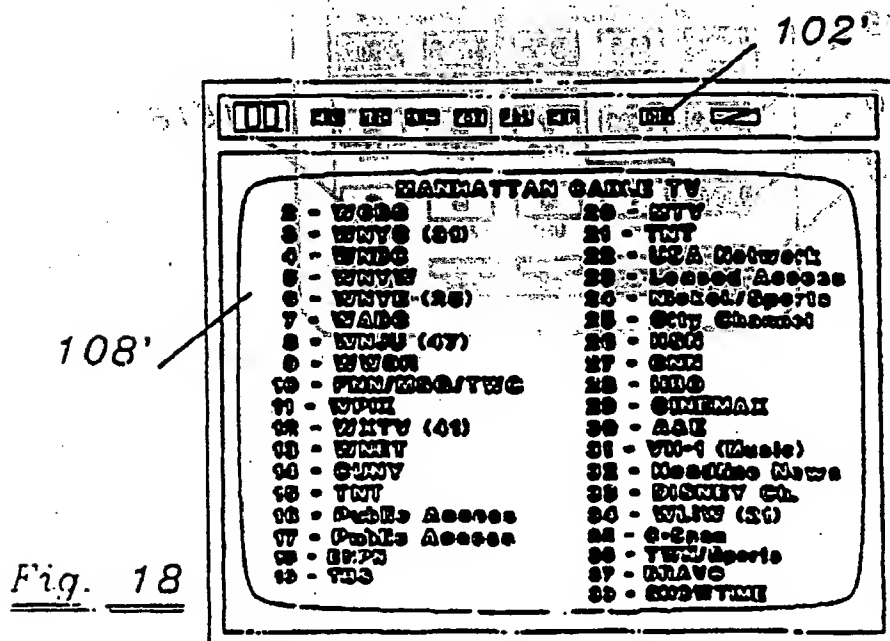 102'
MANHATTAN CABLE TV
2 - WCBS
3 - WNYC (31)
4 - WNBC
5 - WNYW
6 - WNYE (25)
7 - WABC
8 - WNJU (47)
9 - WWOR
10 - FNN/MSG/TWC
11 - WPIX
12 - WXTV (41)
13 - WNET
14 - CUNY
15 - TNT
16 - Public Access
17 - Public Access
18 - ESPN
19 - TBS
20 - MTV
21 - TNT
22 - USA Network
23 - Leased Access
24 - Nickel/Sports
25 - City Channel
26 - HSN
27 - CNN
28 - HBO
29 - CINEMAX
30 - A&E
31 - VH-1 (Music)
32 - Headline News
33 - DISNEY Ch.
34 - WLIW (21)
35 - C-Span
36 - TWN/Sports
37 - BRAVO
SHOWTIME
108'
Fig. 18